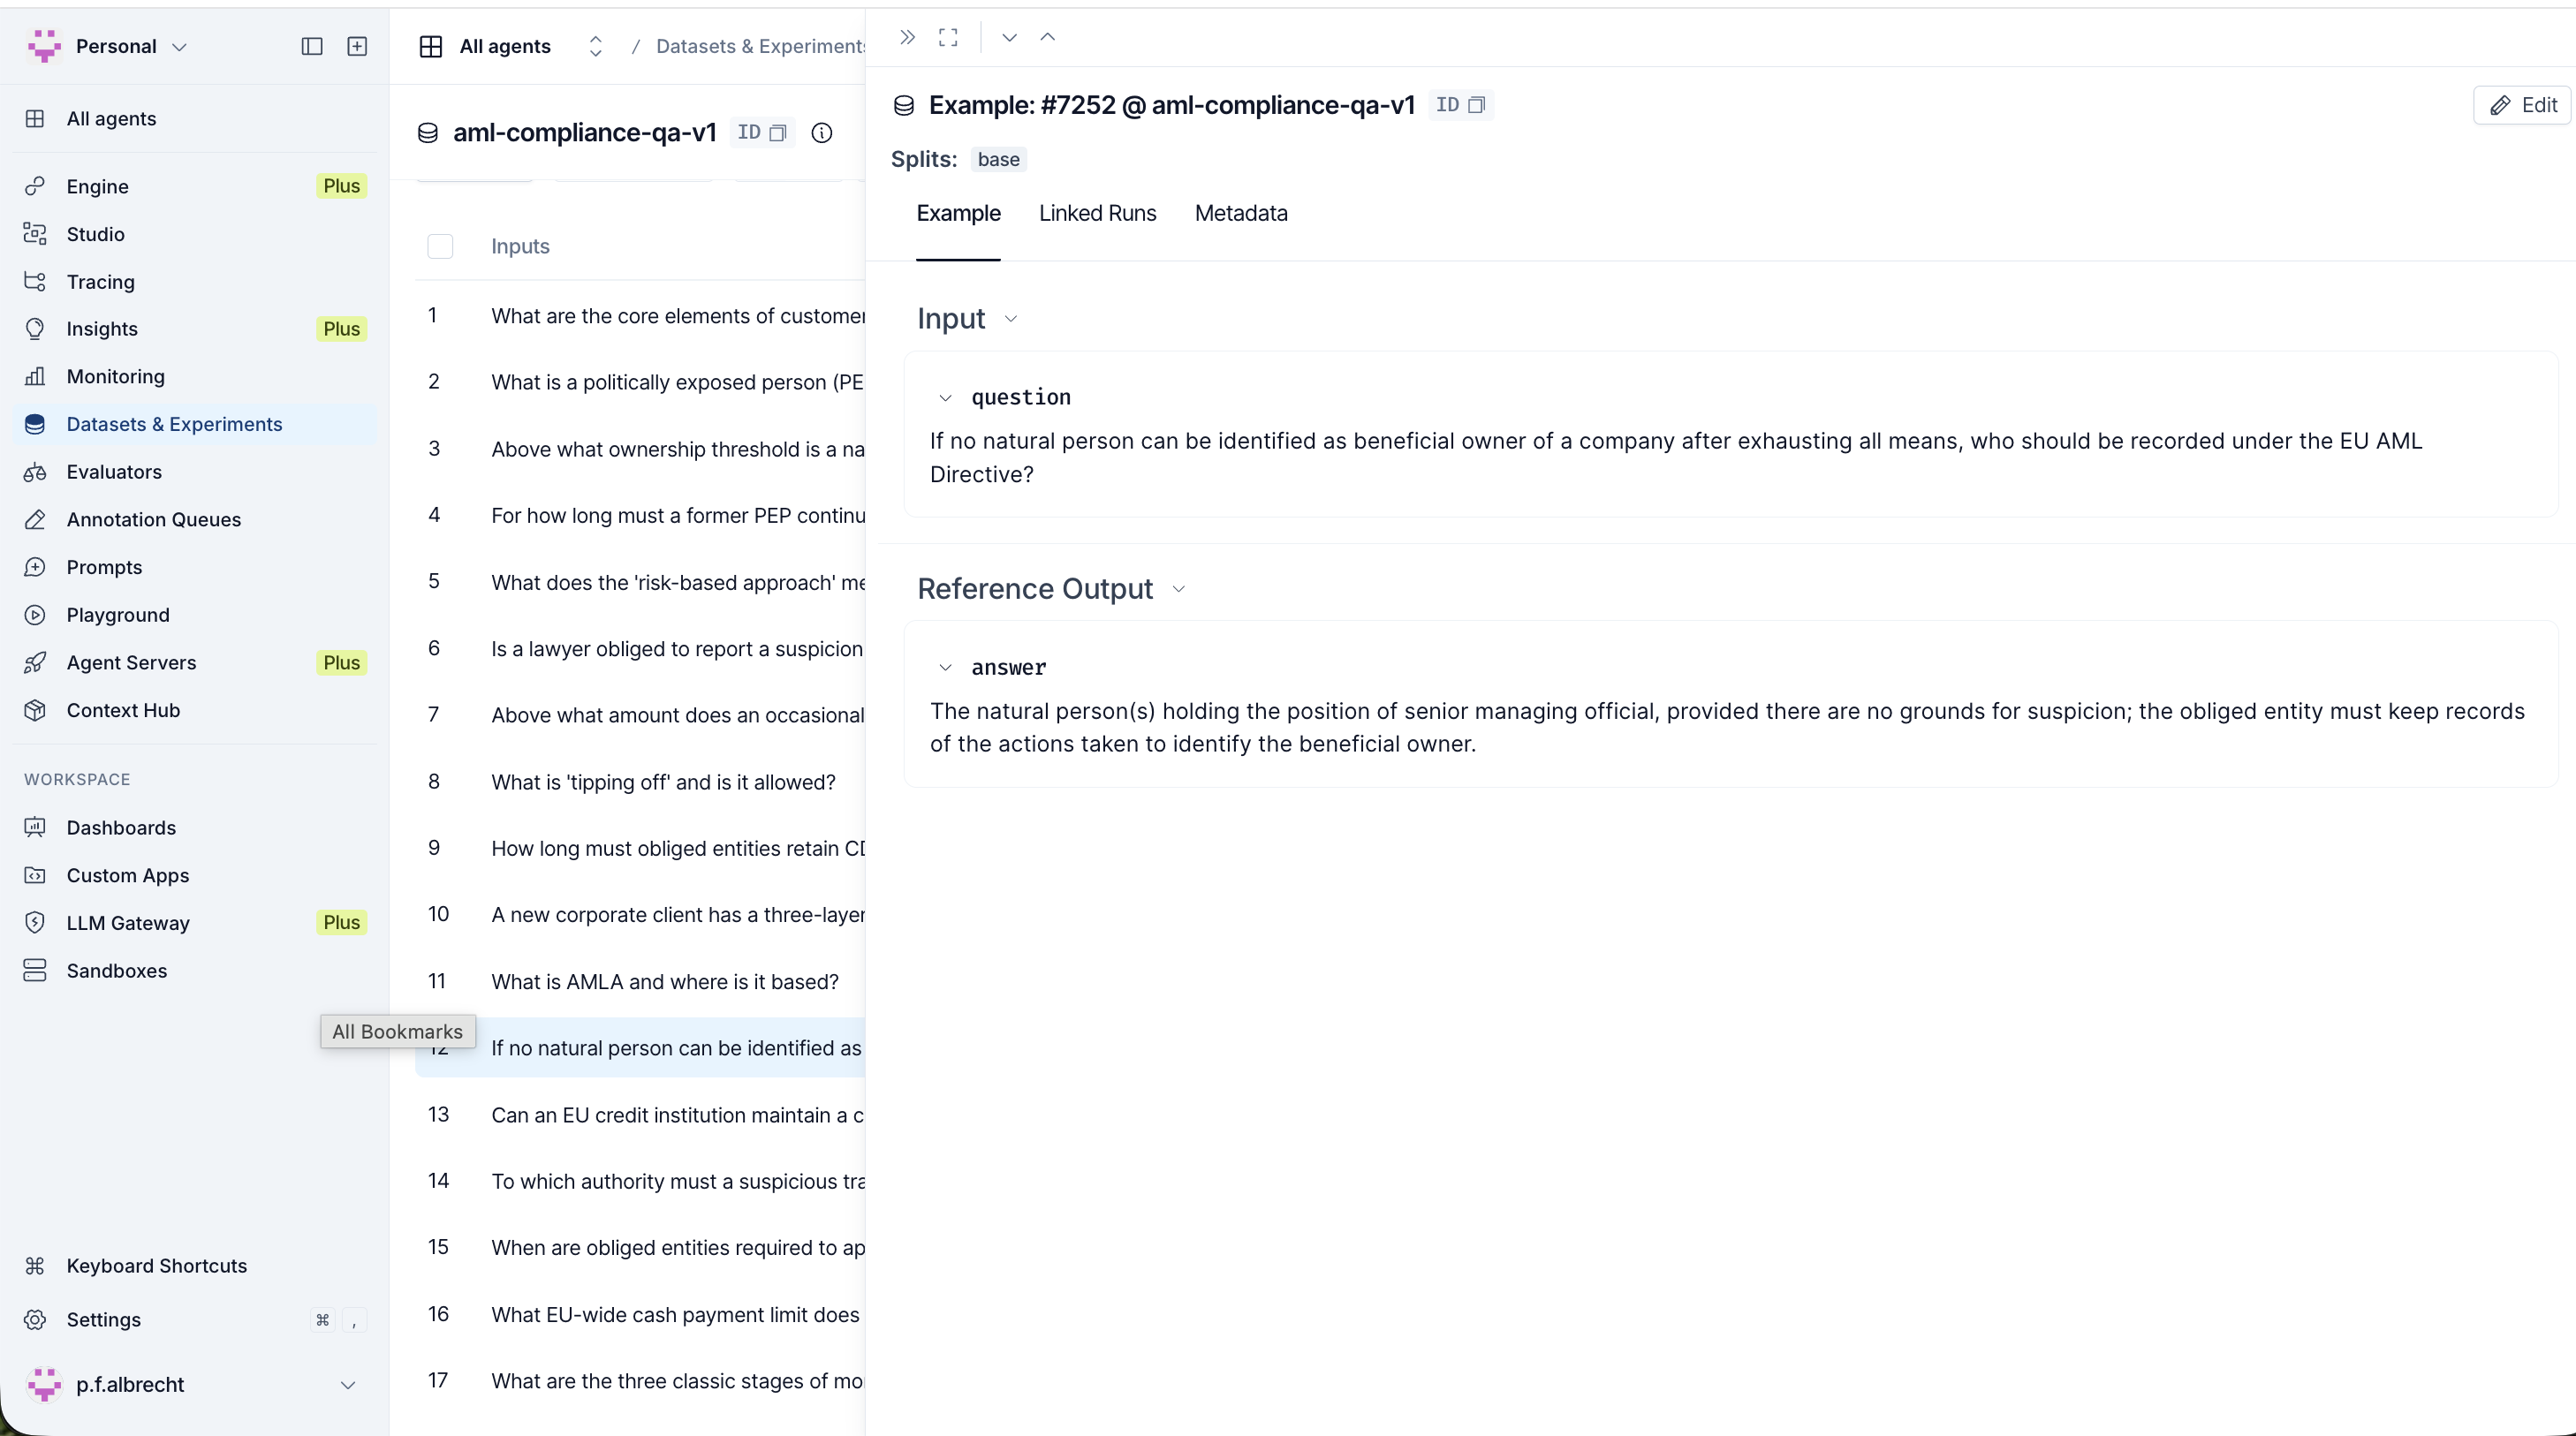 Personal
All agents
Engine Plus
Studio
Tracing
Insights Plus
Monitoring
Datasets & Experiments
Evaluators
Annotation Queues
Prompts
Playground
Agent Servers Plus
Context Hub
WORKSPACE
Dashboards
Custom Apps
LLM Gateway Plus
Sandboxes
All Bookmarks
Keyboard Shortcuts
Settings ⌘ ,
p.f.albrecht
All agents / Datasets & Experiments
aml-compliance-qa-v1 ID
Inputs
1 What are the core elements of customer
2 What is a politically exposed person (PE
3 Above what ownership threshold is a na
4 For how long must a former PEP continu
5 What does the 'risk-based approach' me
6 Is a lawyer obliged to report a suspicion
7 Above what amount does an occasional
8 What is 'tipping off' and is it allowed?
9 How long must obliged entities retain CD
10 A new corporate client has a three-layer
11 What is AMLA and where is it based?
12 If no natural person can be identified as
13 Can an EU credit institution maintain a c
14 To which authority must a suspicious tra
15 When are obliged entities required to ap
16 What EU-wide cash payment limit does
17 What are the three classic stages of mo
Example: #7252 @ aml-compliance-qa-v1 ID
Edit
Splits: base
Example Linked Runs Metadata
Input
question
If no natural person can be identified as beneficial owner of a company after exhausting all means, who should be recorded under the EU AML
Directive?
Reference Output
answer
The natural person(s) holding the position of senior managing official, provided there are no grounds for suspicion; the obliged entity must keep records
of the actions taken to identify the beneficial owner.